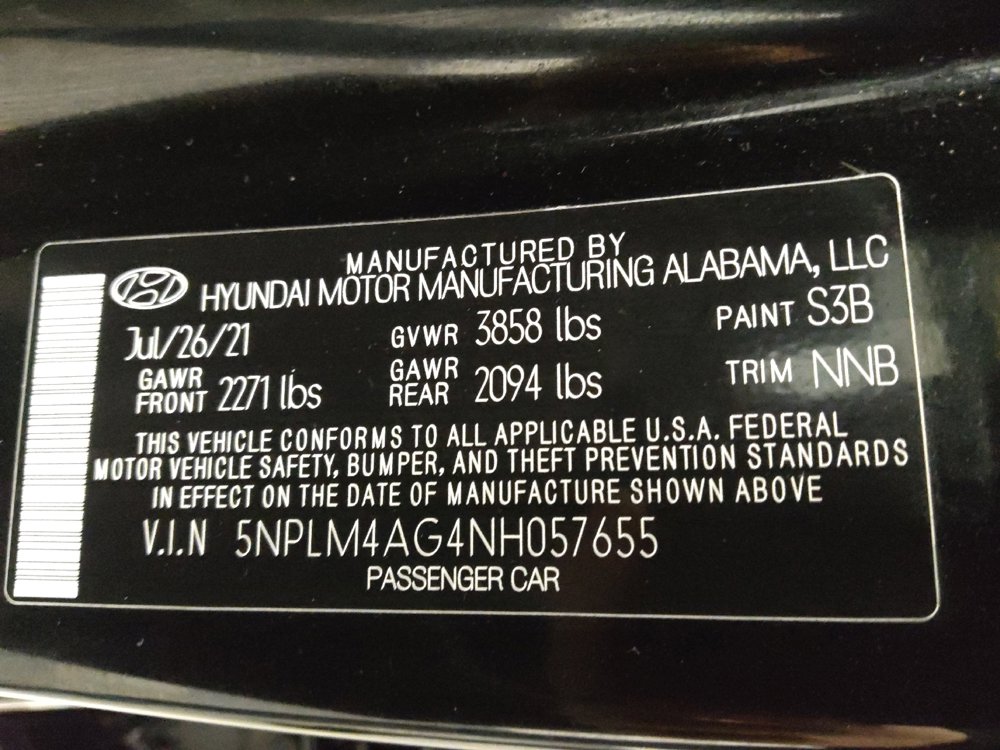 MANUFACTURED BY
HYUNDAI MOTOR MANUFACTURING ALABAMA, LLC
Jul/26/21 GVWR 3858 lbs PAINT S3B
GAWR FRONT 2271 lbs GAWR REAR 2094 lbs TRIM NNB
THIS VEHICLE CONFORMS TO ALL APPLICABLE U.S.A. FEDERAL
MOTOR VEHICLE SAFETY, BUMPER, AND THEFT PREVENTION STANDARDS
IN EFFECT ON THE DATE OF MANUFACTURE SHOWN ABOVE
V.I.N 5NPLM4AG4NH057655
PASSENGER CAR